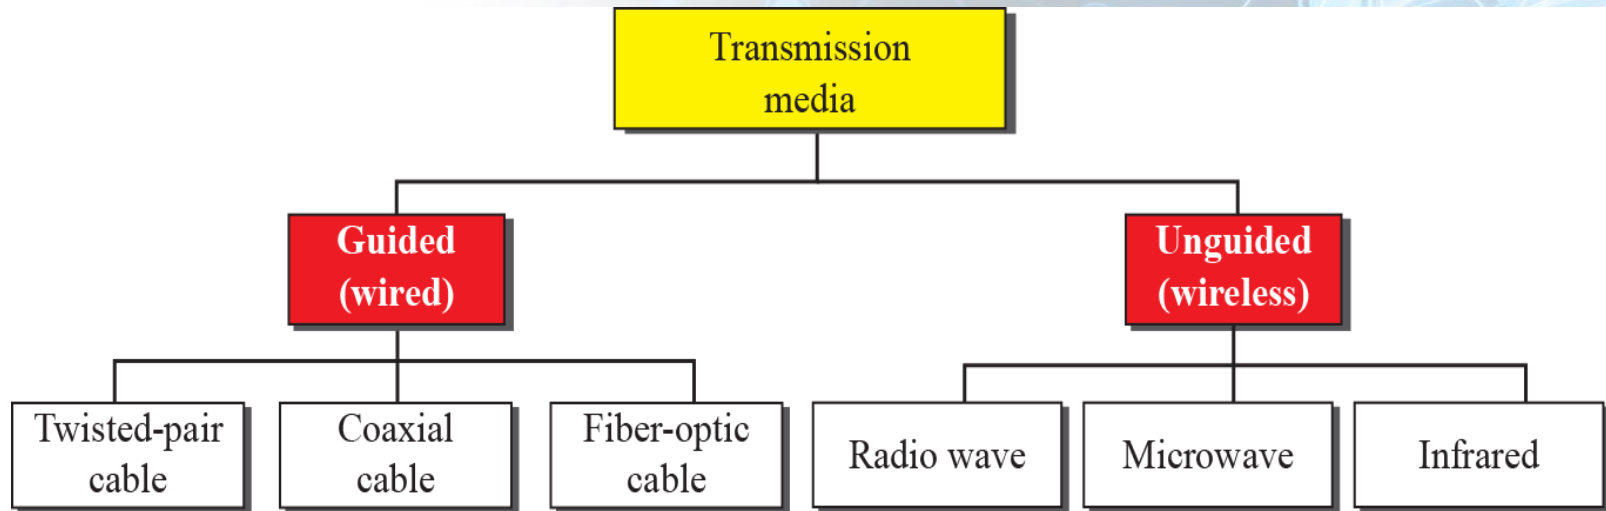 Transmission
media
Guided
(wired)
Unguided
(wireless)
Twisted-pair
cable
Coaxial
cable
Fiber-optic
cable
Radio wave
Microwave
Infrared